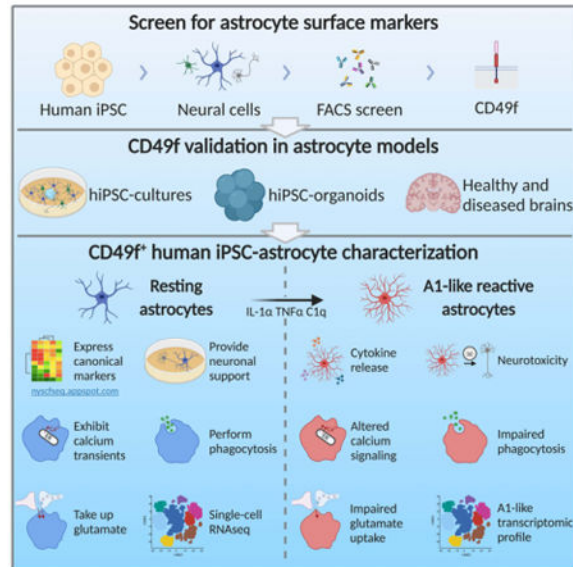 Screen for astrocyte surface markers
Human iPSC
Neural cells
FACS screen
CD49f
CD49f validation in astrocyte models
hiPSC-cultures
hiPSC-organoids
Healthy and
diseased brains
CD49f⁺ human iPSC-astrocyte characterization
Resting
astrocytes
IL-1α TNFα C1q
A1-like reactive
astrocytes
Express
canonical
markers
nyscfseq.appspot.com
Provide
neuronal
support
Cytokine
release
Neurotoxicity
Exhibit
calcium
transients
Perform
phagocytosis
Altered
calcium
signaling
Impaired
phagocytosis
Take up
glutamate
Single-cell
RNAseq
Impaired
glutamate
uptake
A1-like
transcriptomic
profile